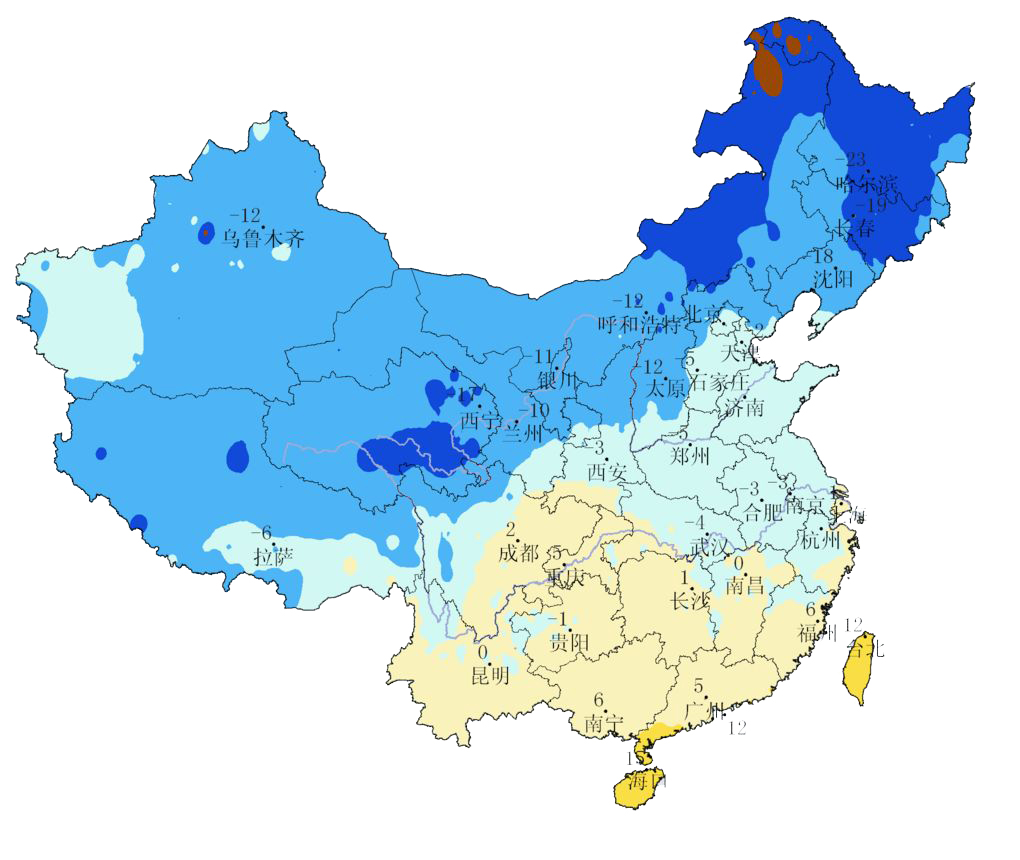 -23
哈尔滨
-19
长春
-12
乌鲁木齐
18
沈阳
-12
呼和浩特
北京
-2
天津
-11
银川
-12
太原
5
石家庄
济南
-17
西宁
-10
兰州
-3
西安
郑州
-3
合肥
南京
上海
杭州
-6
拉萨
2
成都
5
重庆
-4
武汉
0
南昌
1
长沙
6
福州
-1
贵阳
12
台北
0
昆明
6
南宁
5
广州
12
海口